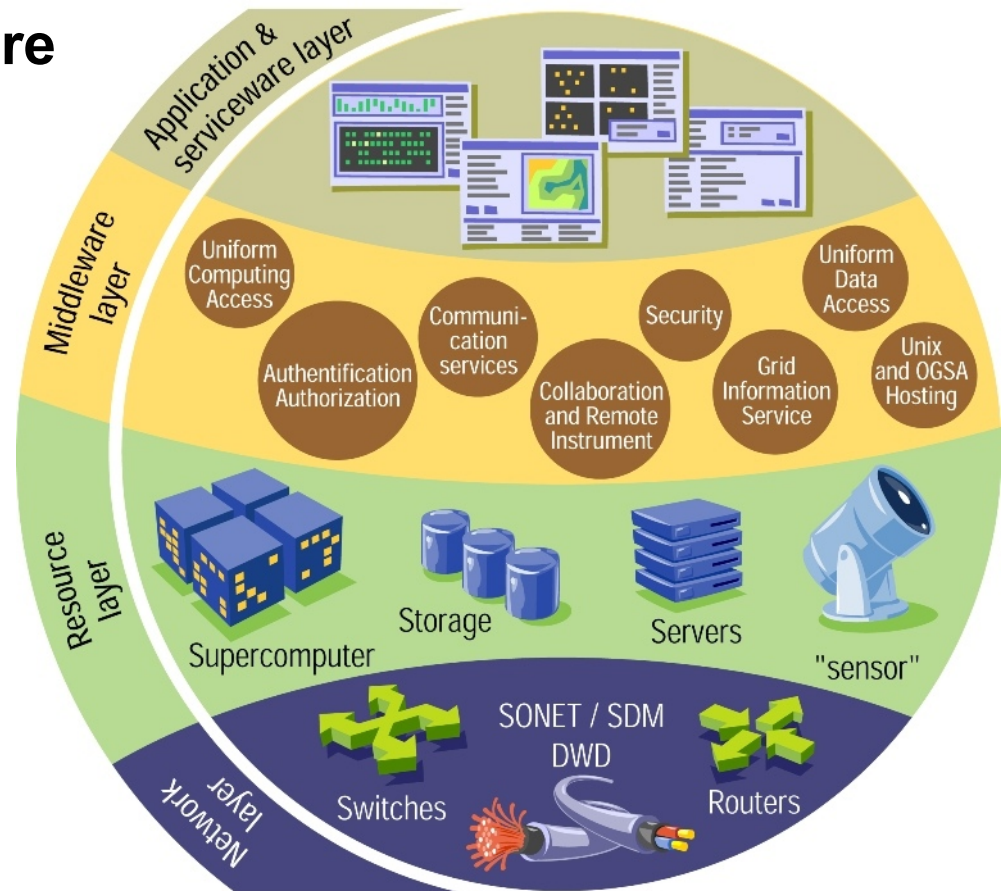 re
Application &
serviceware layer
Middleware
layer
Uniform
Computing
Access
Authentification
Authorization
Communi-
cation
services
Collaboration
and Remote
Instrument
Security
Grid
Information
Service
Uniform
Data
Access
Unix
and OGSA
Hosting
Resource
layer
Supercomputer
Storage
Servers
"sensor"
Network
layer
Switches
SONET / SDM
DWD
Routers